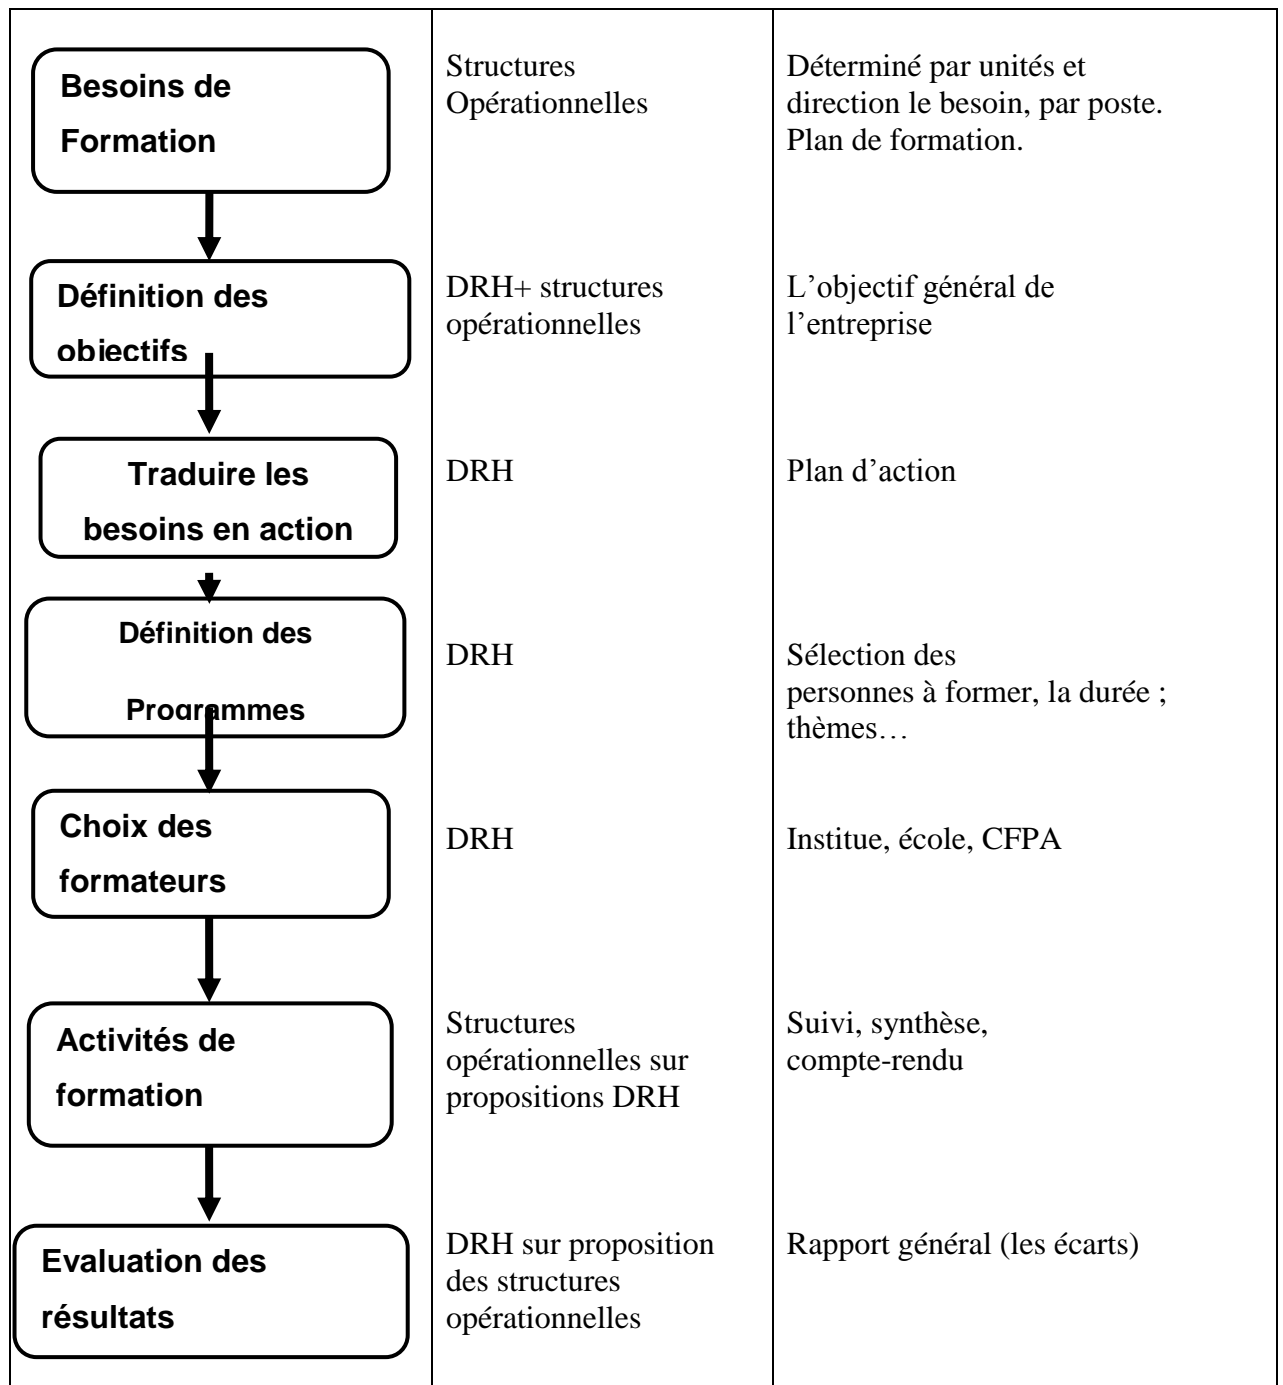 Besoins de
Formation
Structures
Opérationnelles
Déterminé par unités et
direction le besoin, par poste.
Plan de formation.
Définition des
objectifs
DRH+ structures
opérationnelles
L’objectif général de
l’entreprise
Traduire les
besoins en action
DRH
Plan d’action
Définition des
Programmes
DRH
Sélection des
personnes à former, la durée ;
thèmes…
Choix des
formateurs
DRH
Institue, école, CFPA
Activités de
formation
Structures
opérationnelles sur
propositions DRH
Suivi, synthèse,
compte-rendu
Evaluation des
résultats
DRH sur proposition
des structures
opérationnelles
Rapport général (les écarts)